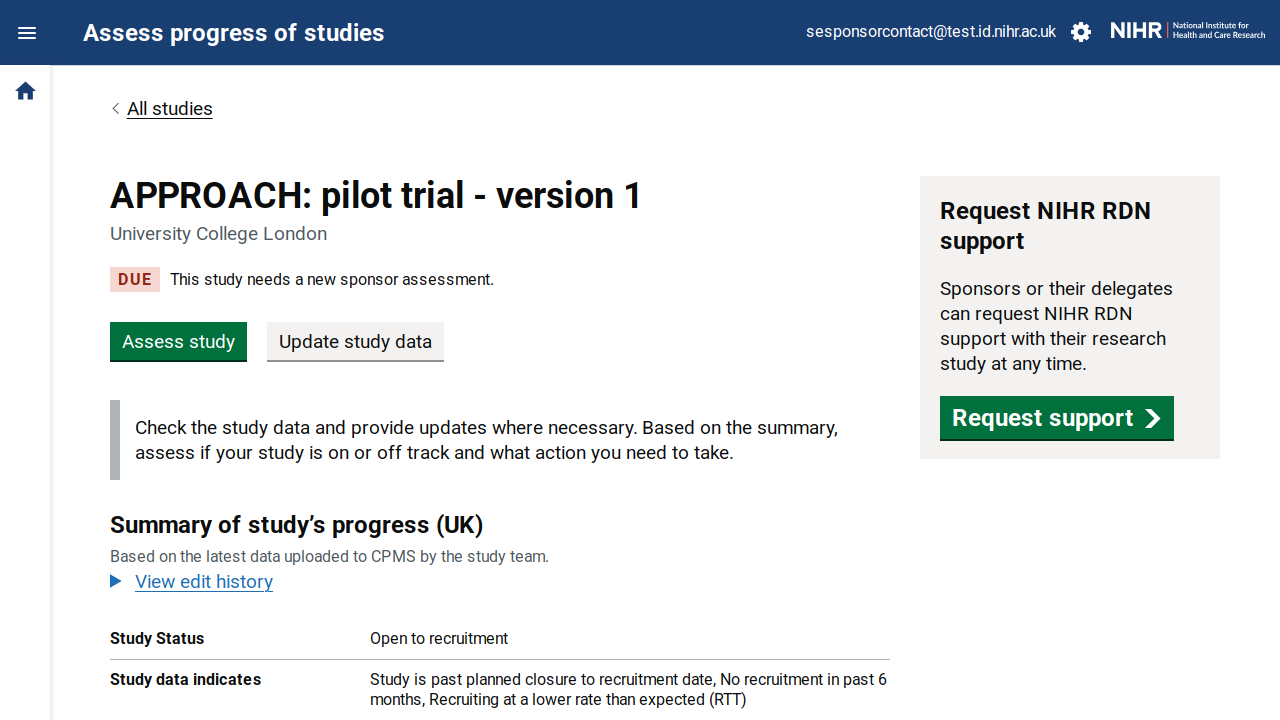 Assess progress of studies
sesponsorcontact@test.id.nihr.ac.uk
NIHR
National Institute for
Health and Care Research
All studies
APPROACH: pilot trial - version 1
University College London
DUE
This study needs a new sponsor assessment.
Assess study
Update study data
Check the study data and provide updates where necessary. Based on the summary,
assess if your study is on or off track and what action you need to take.
Summary of study’s progress (UK)
Based on the latest data uploaded to CPMS by the study team.
View edit history
Study Status
Open to recruitment
Study data indicates
Study is past planned closure to recruitment date, No recruitment in past 6
months, Recruiting at a lower rate than expected (RTT)
Request NIHR RDN
support
Sponsors or their delegates
can request NIHR RDN
support with their research
study at any time.
Request support